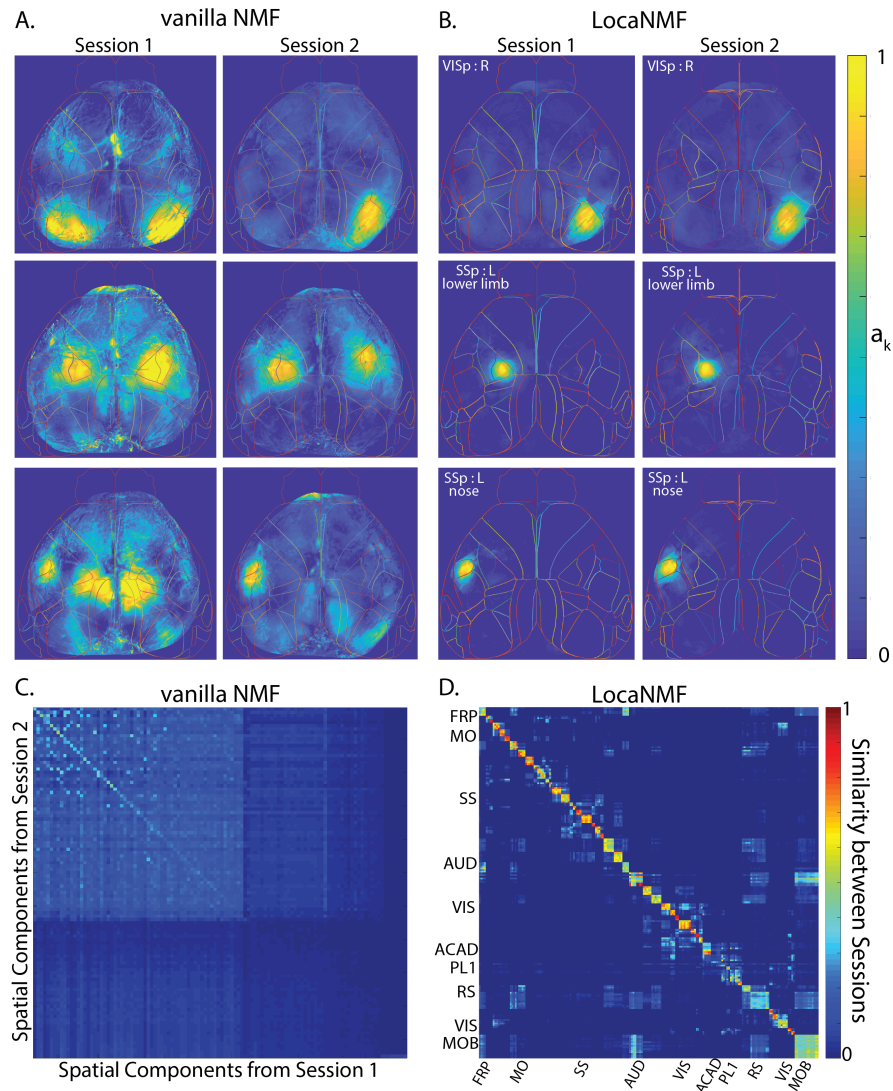 A.
vanilla NMF
Session 1
Session 2
B.
LocaNMF
Session 1
Session 2
VISp : R
SSp : L
lower limb
SSp : L
lower limb
SSp : L
nose
SSp : L
nose
1
a_k
0
C.
vanilla NMF
Spatial Components from Session 2
Spatial Components from Session 1
D.
LocaNMF
FRP
MO
SS
AUD
VIS
ACAD
PL1
RS
VIS
MOB
FRP
MO
SS
AUD
VIS
ACAD
PL1
RS
VIS
MOB
1
Similarity between Sessions
0